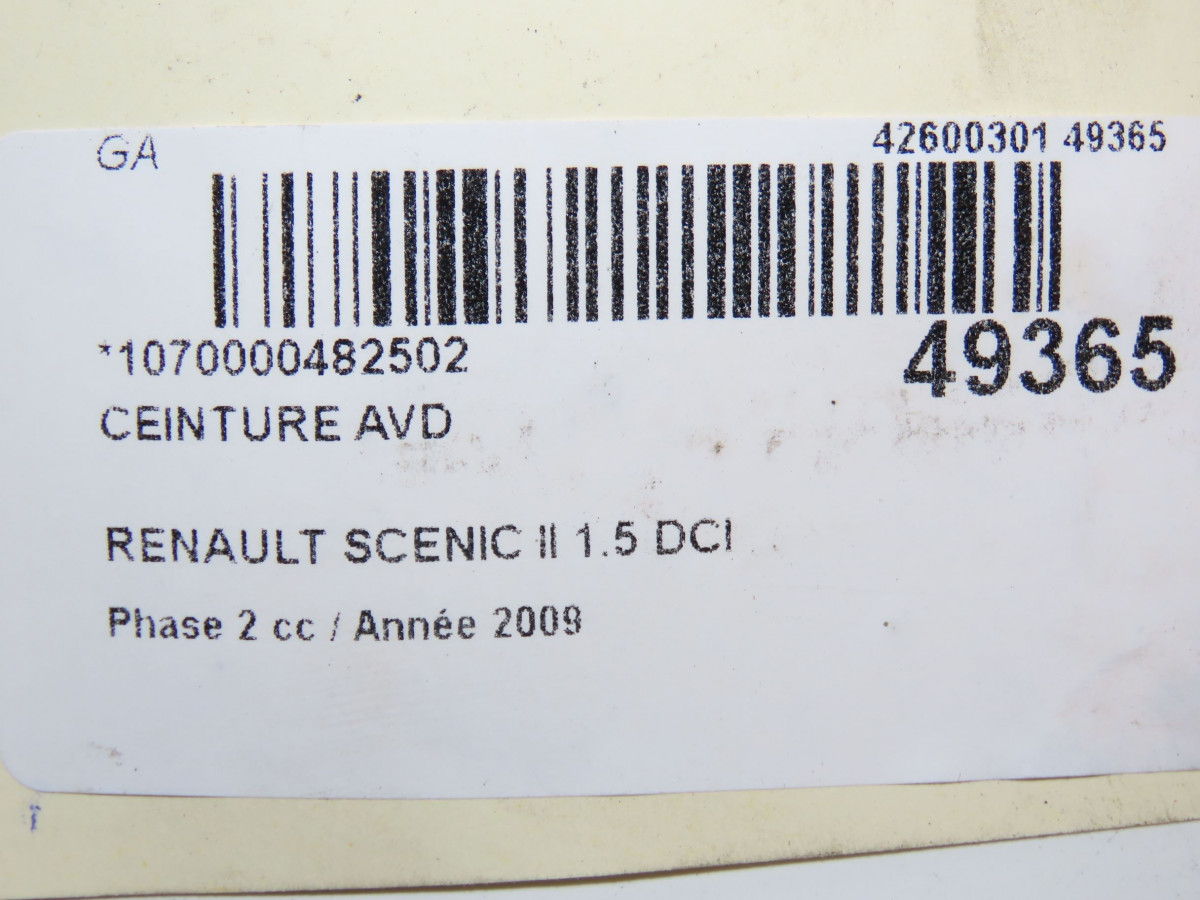 GA
42600301 49365
*1070000482502
49365
CEINTURE AVD
RENAULT SCENIC II 1.5 DCI
Phase 2 cc / Année 2009